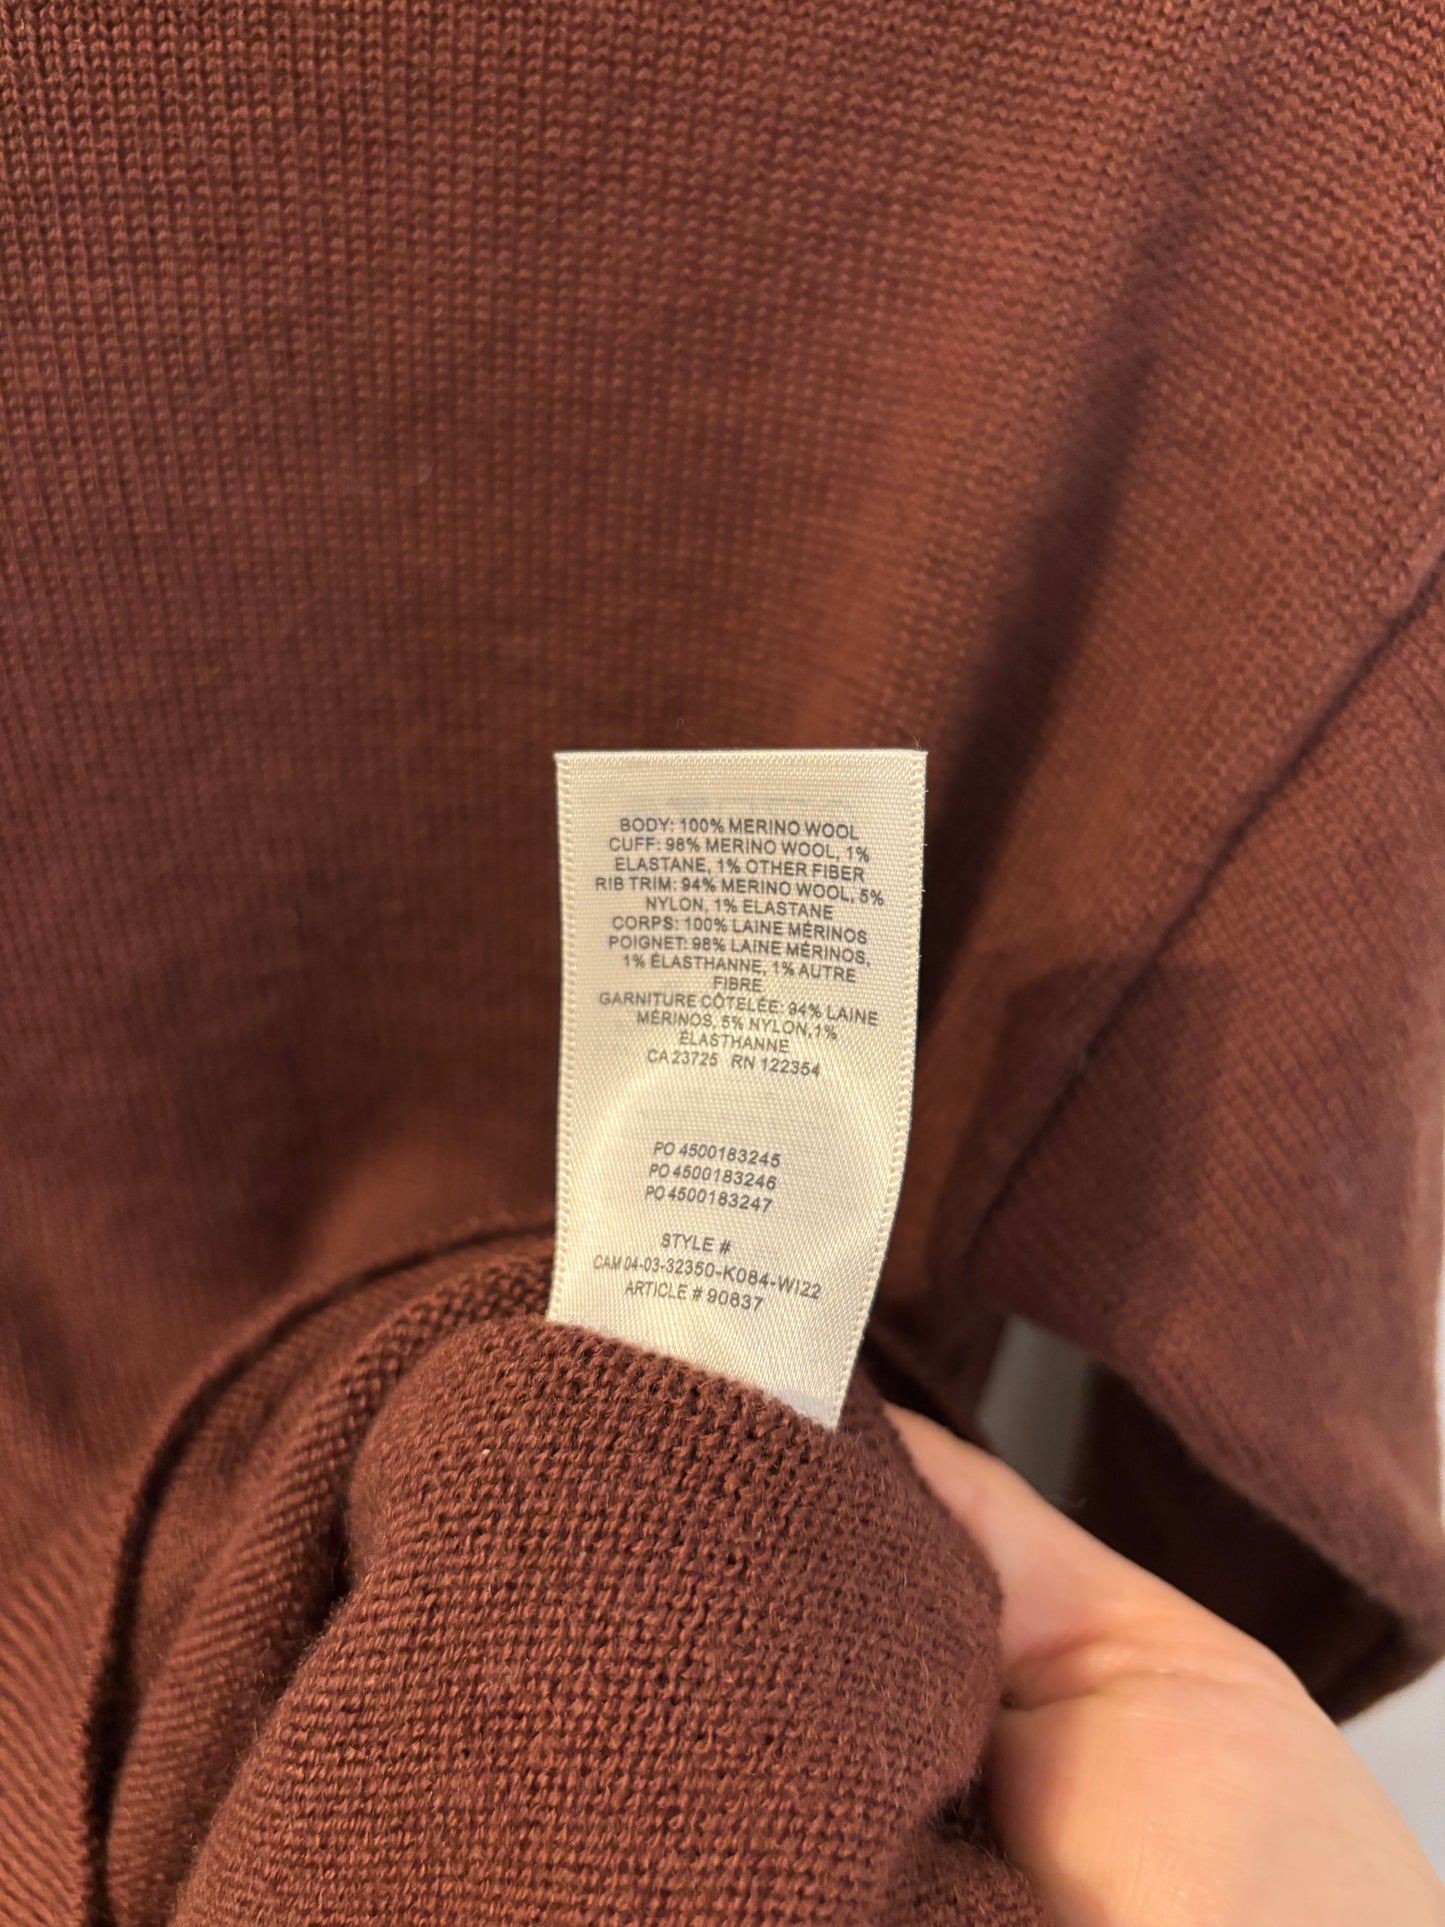 BODY: 100% MERINO WOOL
CUFF: 98% MERINO WOOL, 1%
ELASTANE, 1% OTHER FIBER
RIB TRIM: 94% MERINO WOOL, 5%
NYLON, 1% ELASTANE
CORPS: 100% LAINE MÉRINOS
POIGNET: 98% LAINE MÉRINOS,
1% ÉLASTHANNE, 1% AUTRE
FIBRE
GARNITURE CÔTELÉE: 94% LAINE
MÉRINOS, 5% NYLON,1%
ÉLASTHANNE
CA 23725 RN 122354
PO 4500183245
PO 4500183246
PO 4500183247
STYLE #
CAM 04-03-32350-K084-WI22
ARTICLE # 90837